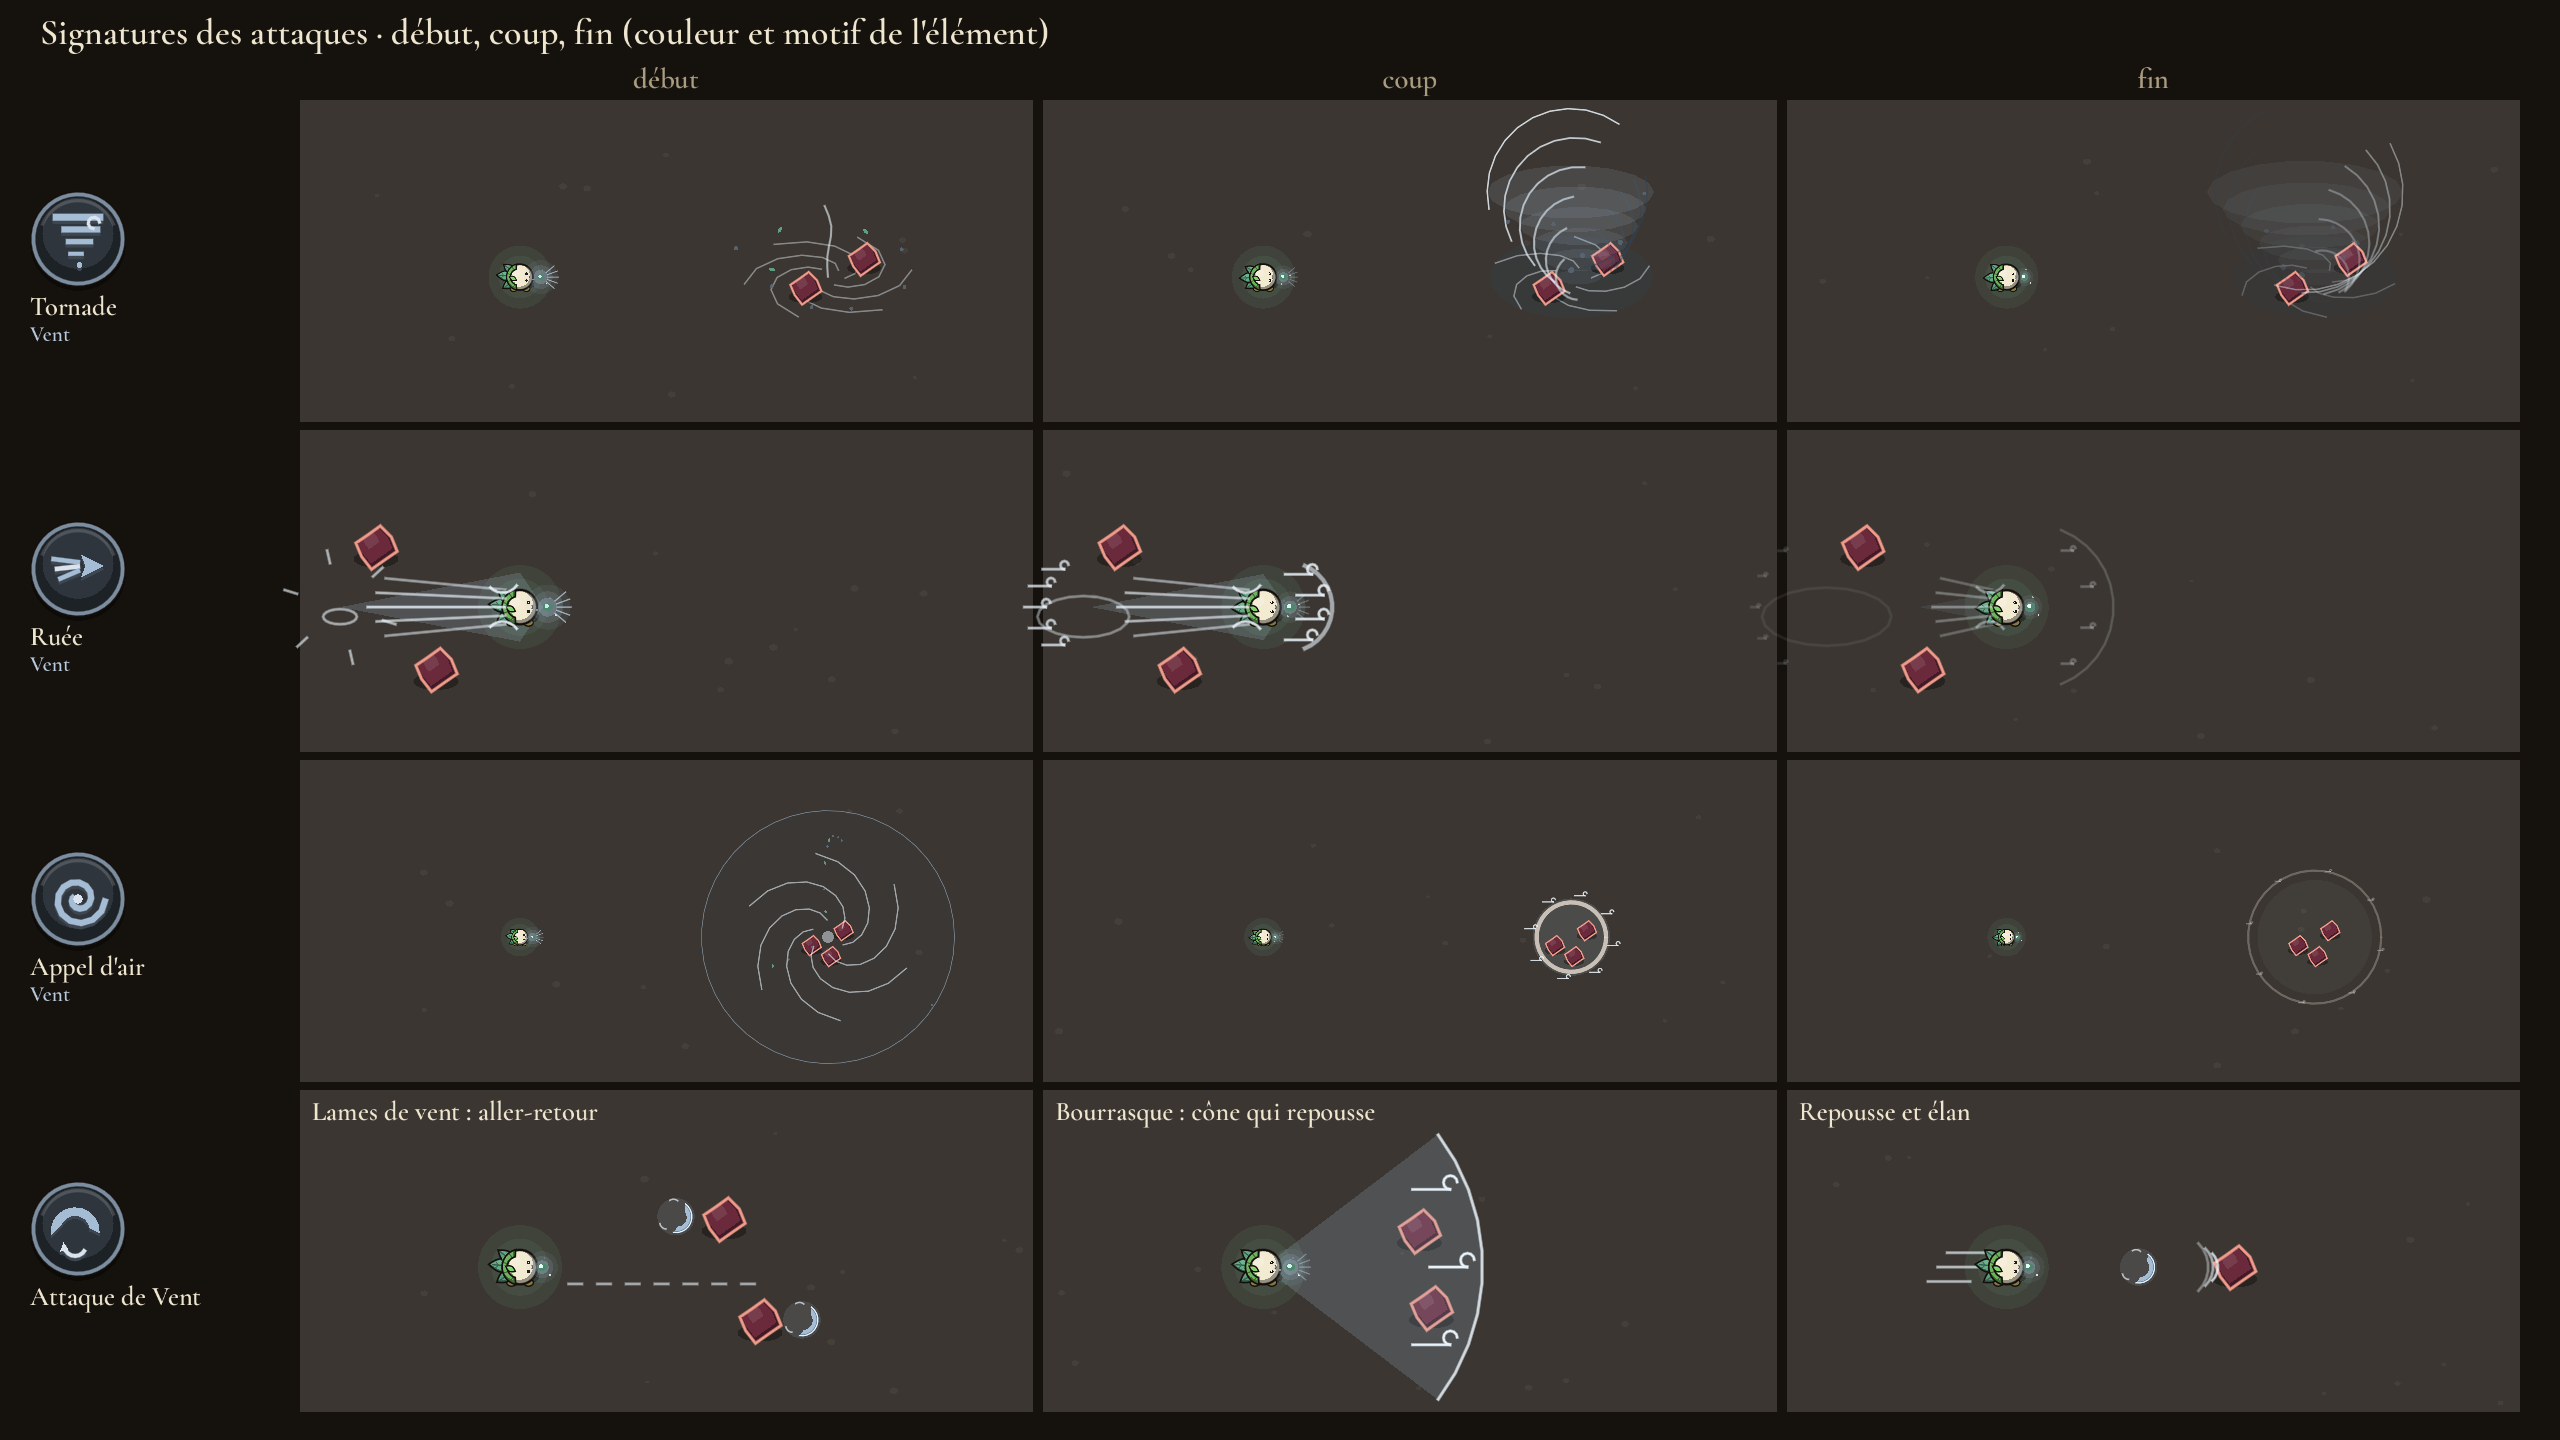 Signatures des attaques · début, coup, fin (couleur et motif de l'élément)
début
coup
fin
Tornade
Vent
Ruée
Vent
Appel d'air
Vent
Lames de vent : aller-retour
Bourrasque : cône qui repousse
Repousse et élan
Attaque de Vent